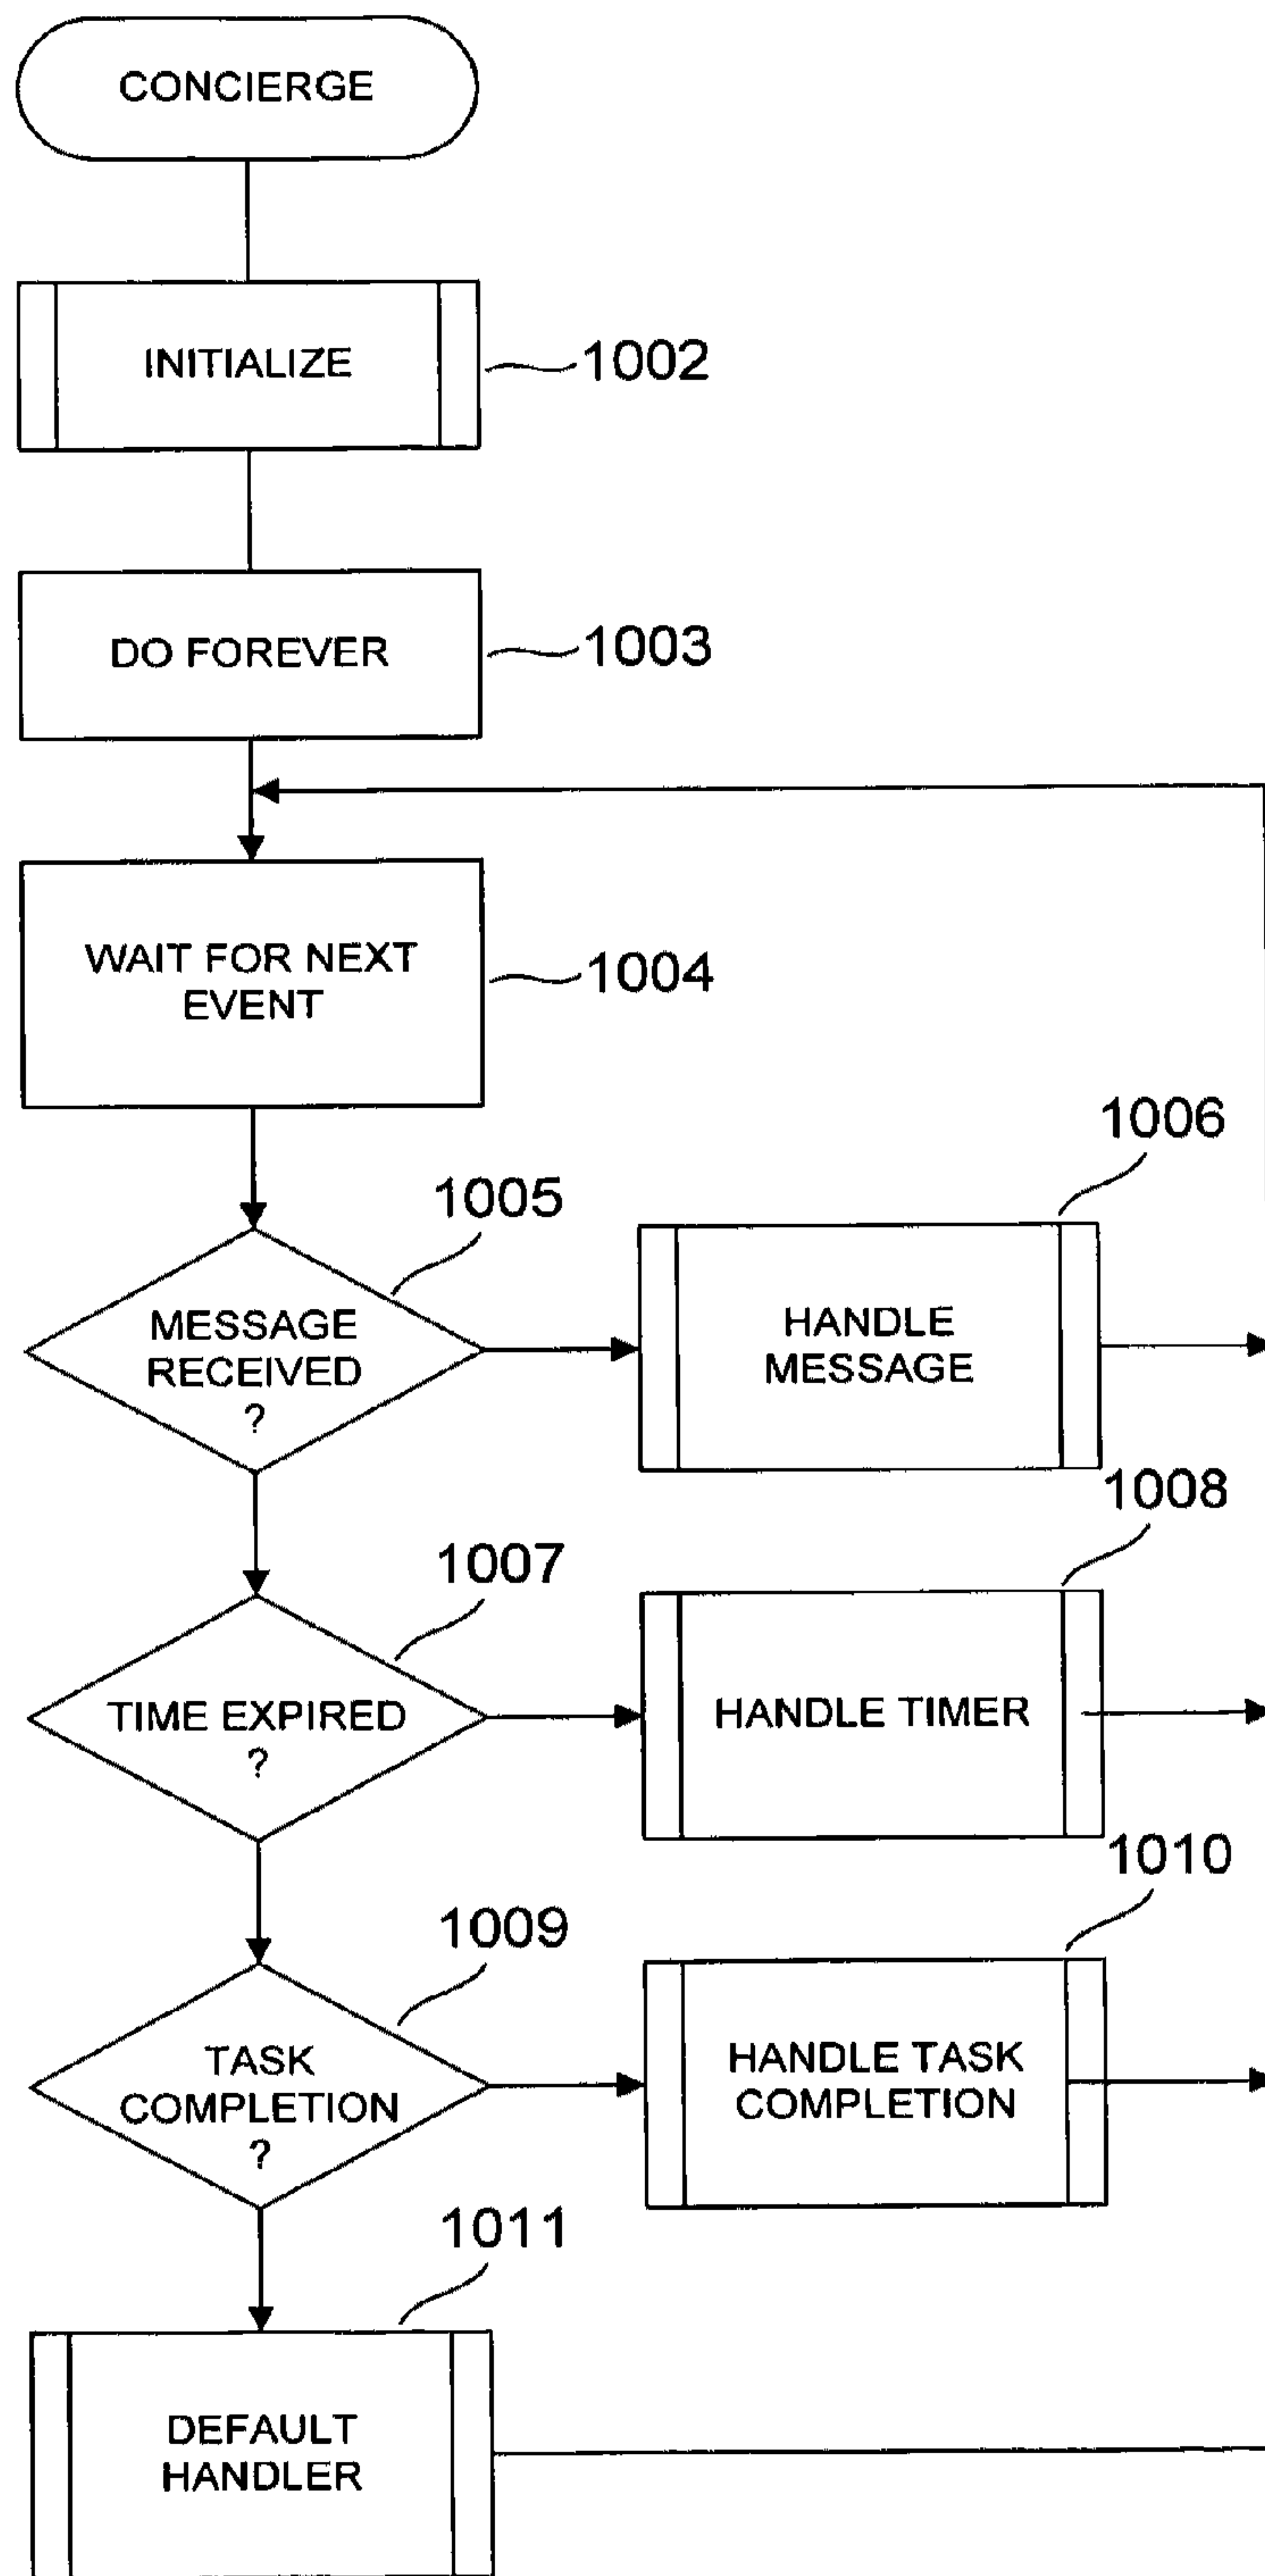 CONCIERGE
INITIALIZE
1002
DO FOREVER
1003
WAIT FOR NEXT
EVENT
1004
1005
MESSAGE
RECEIVED
?
1006
HANDLE
MESSAGE
1007
TIME EXPIRED
?
1008
HANDLE TIMER
1009
TASK
COMPLETION
?
1010
HANDLE TASK
COMPLETION
1011
DEFAULT
HANDLER